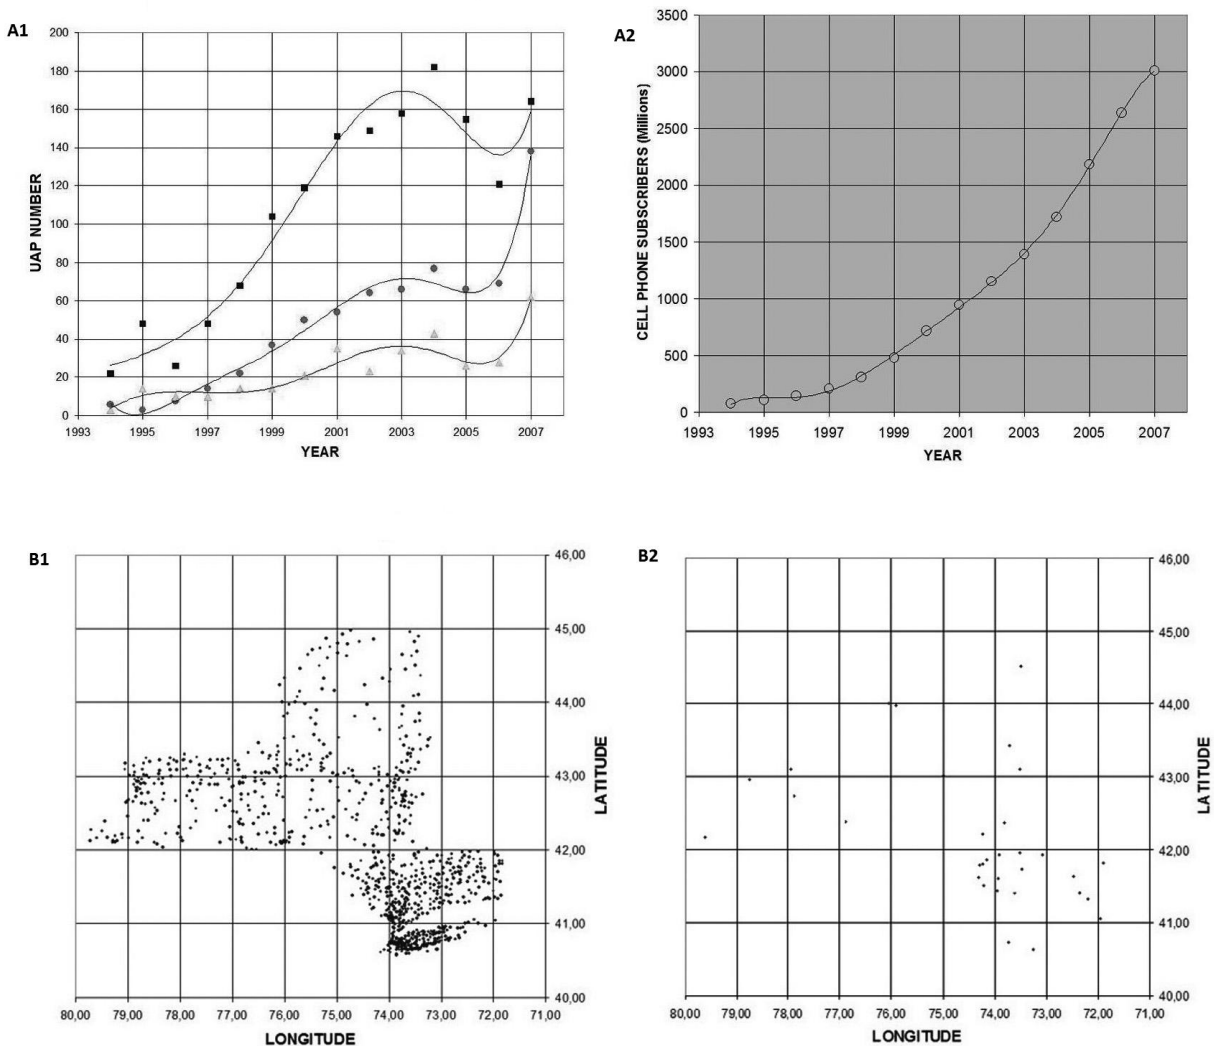 A1
200
180
160
140
120
100
80
60
40
20
0
UAP NUMBER
1993 1995 1997 1999 2001 2003 2005 2007
YEAR
A2
3500
3000
2500
2000
1500
1000
500
0
CELL PHONE SUBSCRIBERS (Millions)
1993 1995 1997 1999 2001 2003 2005 2007
YEAR
B1
46,00
45,00
44,00
43,00
42,00
41,00
40,00
LATITUDE
80,00 79,00 78,00 77,00 76,00 75,00 74,00 73,00 72,00 71,00
LONGITUDE
B2
46,00
45,00
44,00
43,00
42,00
41,00
40,00
LATITUDE
80,00 79,00 78,00 77,00 76,00 75,00 74,00 73,00 72,00 71,00
LONGITUDE